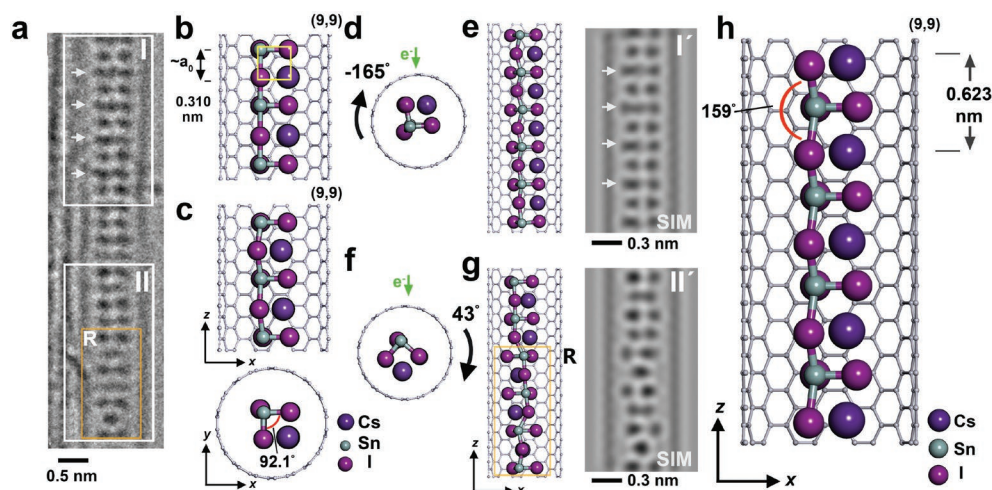 a
I
II
R
0.5 nm
b
(9,9)
~a₀
0.310
nm
c
(9,9)
z
x
y
x
92.1°
Cs
Sn
I
d
e⁻
-165°
e
I´
SIM
0.3 nm
f
e⁻
43°
g
R
z
x
II´
SIM
0.3 nm
h
(9,9)
159°
0.623
nm
z
x
Cs
Sn
I